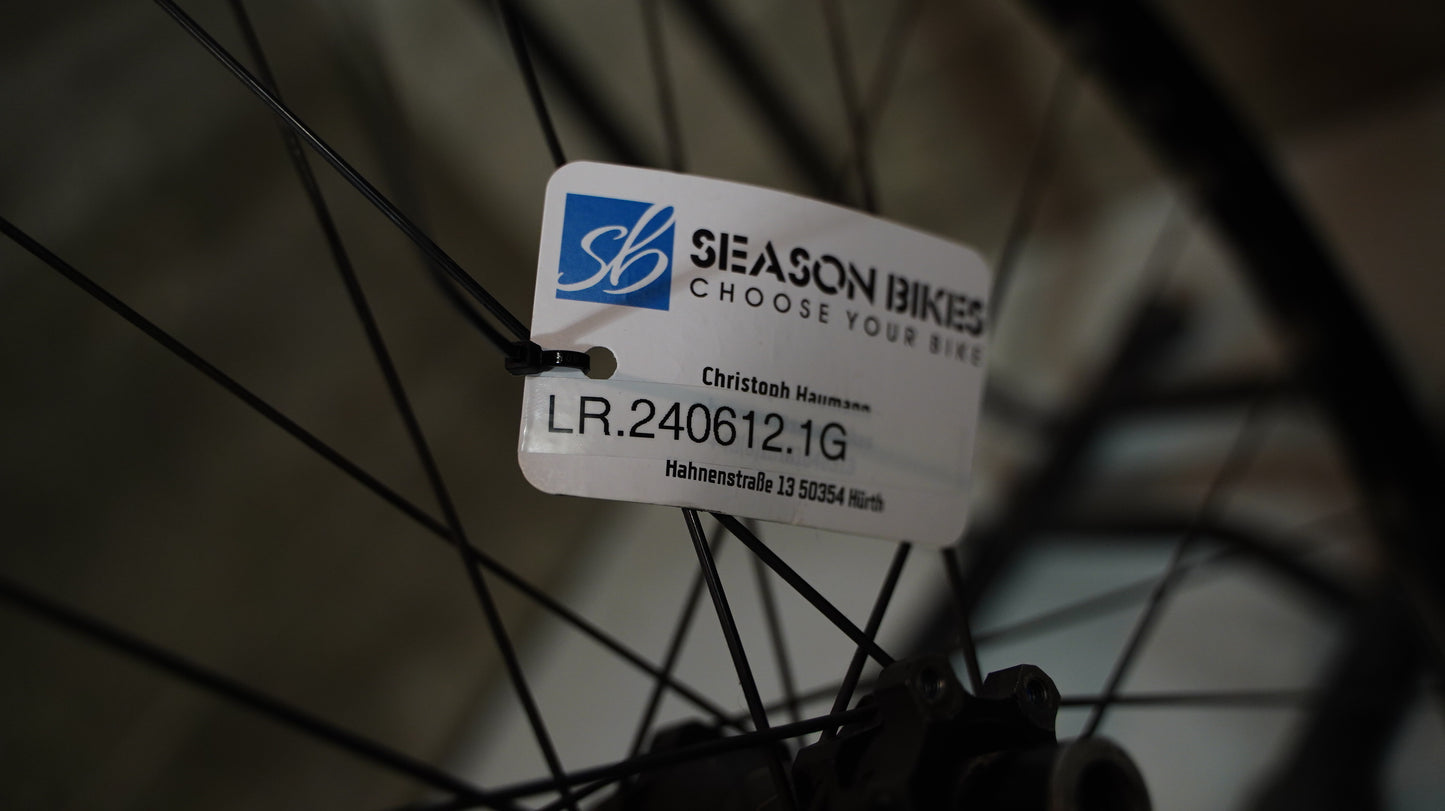 sb
SEASON BIKES
CHOOSE YOUR BIKE
Christoph Haumann
LR.240612.1G
Hahnenstraße 13 50354 Hürth